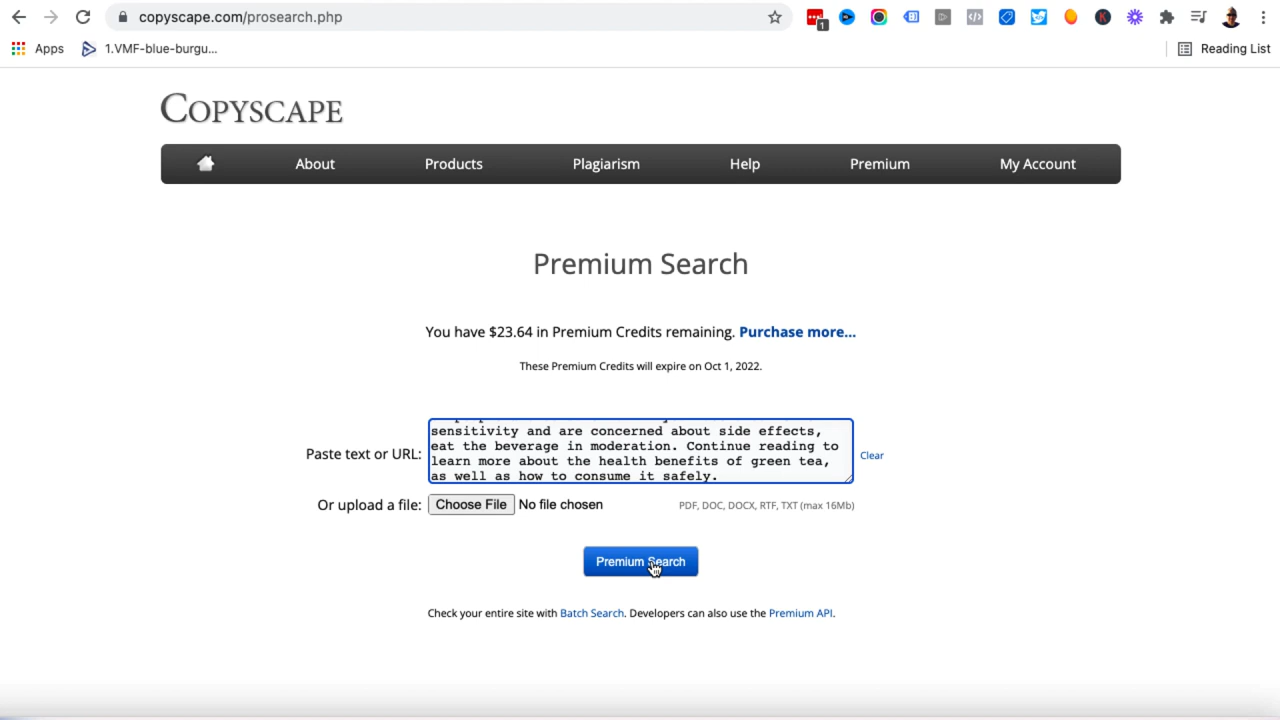 copyscape.com/prosearch.php
1
Apps
1.VMF-blue-burgu...
Reading List
COPYSCAPE
About
Products
Plagiarism
Help
Premium
My Account
Premium Search
You have $23.64 in Premium Credits remaining. Purchase more...
These Premium Credits will expire on Oct 1, 2022.
Paste text or URL:
sensitivity and are concerned about side effects,
eat the beverage in moderation. Continue reading to
learn more about the health benefits of green tea,
as well as how to consume it safely.
Clear
Or upload a file: Choose File No file chosen PDF, DOC, DOCX, RTF, TXT (max 16Mb)
Premium Search
Check your entire site with Batch Search. Developers can also use the Premium API.